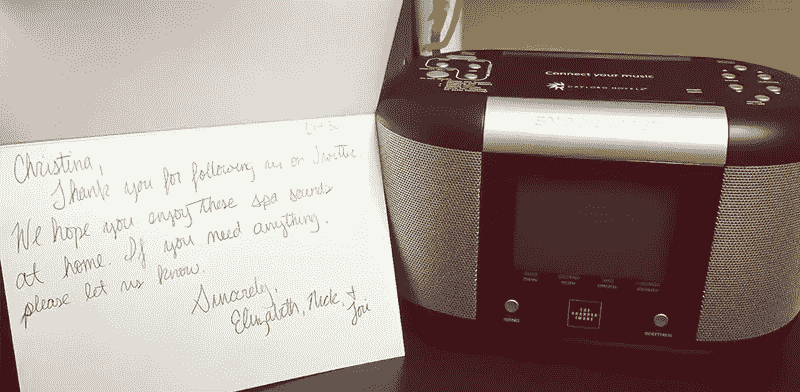 Christina,
Thank you for following us on Twitter.
We hope you enjoy these spa sounds
at home. If you need anything,
please let us know.
Sincerely,
Elizabeth, Nick, &
Connect your music
GAYLORD HOTELS
THE
SHARPER
IMAGE
SOOTHER